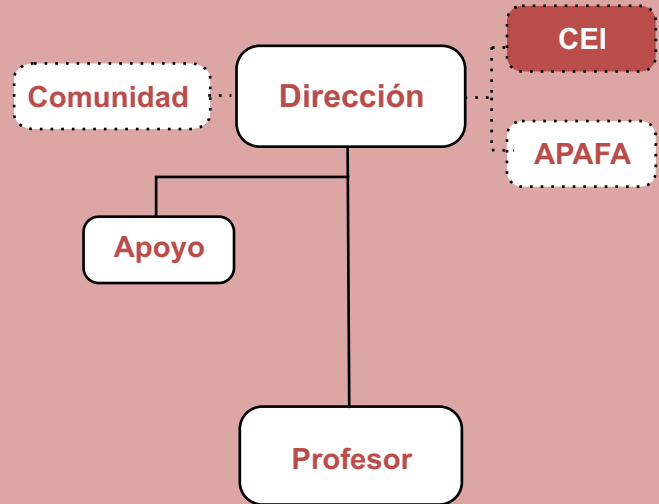 CEI
Comunidad
Dirección
APAFA
Apoyo
Profesor